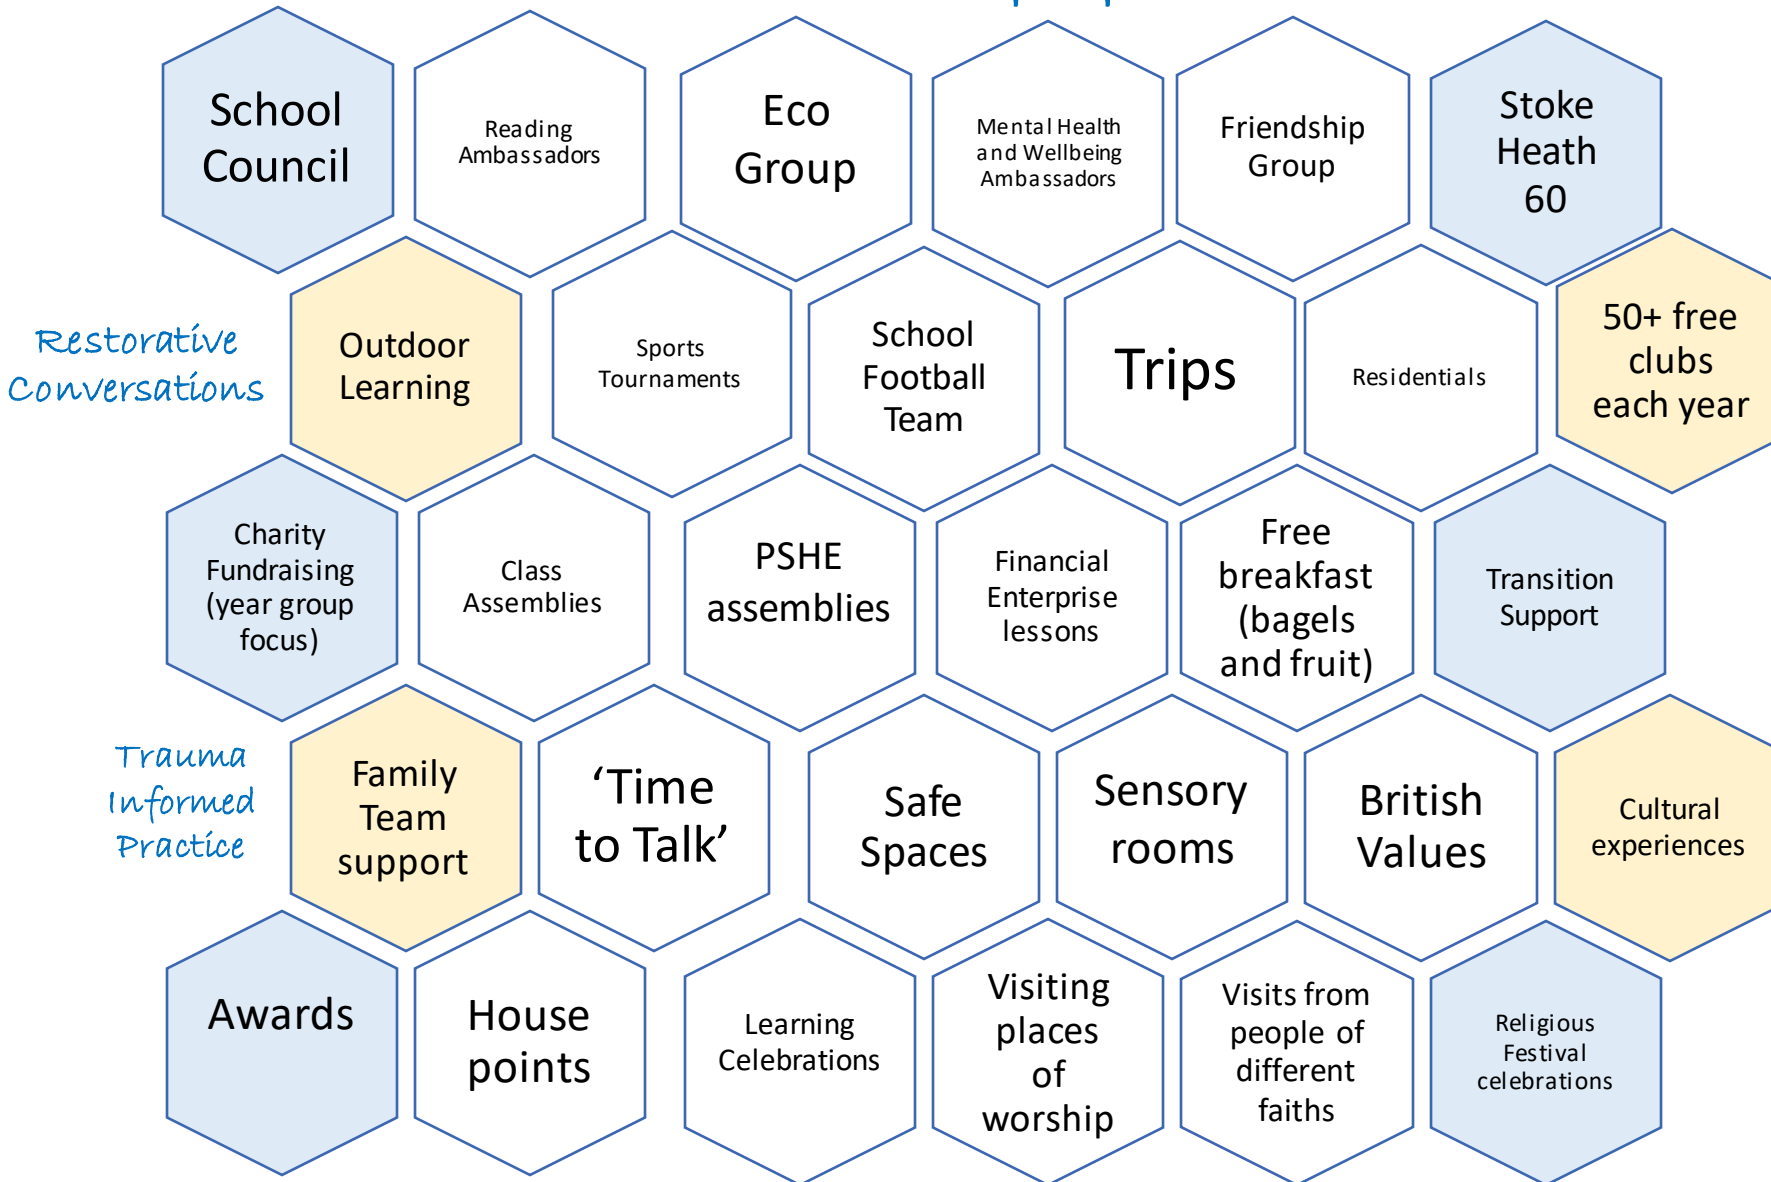 School
Council
Reading
Ambassadors
Eco
Group
Mental Health
and Wellbeing
Ambassadors
Friendship
Group
Stoke
Heath
60
Restorative
Conversations
Outdoor
Learning
Sports
Tournaments
School
Football
Team
Trips
Residentials
50+ free
clubs
each year
Charity
Fundraising
(year group
focus)
Class
Assemblies
PSHE
assemblies
Financial
Enterprise
lessons
Free
breakfast
(bagels
and fruit)
Transition
Support
Trauma
Informed
Practice
Family
Team
support
‘Time
to Talk’
Safe
Spaces
Sensory
rooms
British
Values
Cultural
experiences
Awards
House
points
Learning
Celebrations
Visiting
places
of
worship
Visits from
people of
different
faiths
Religious
Festival
celebrations